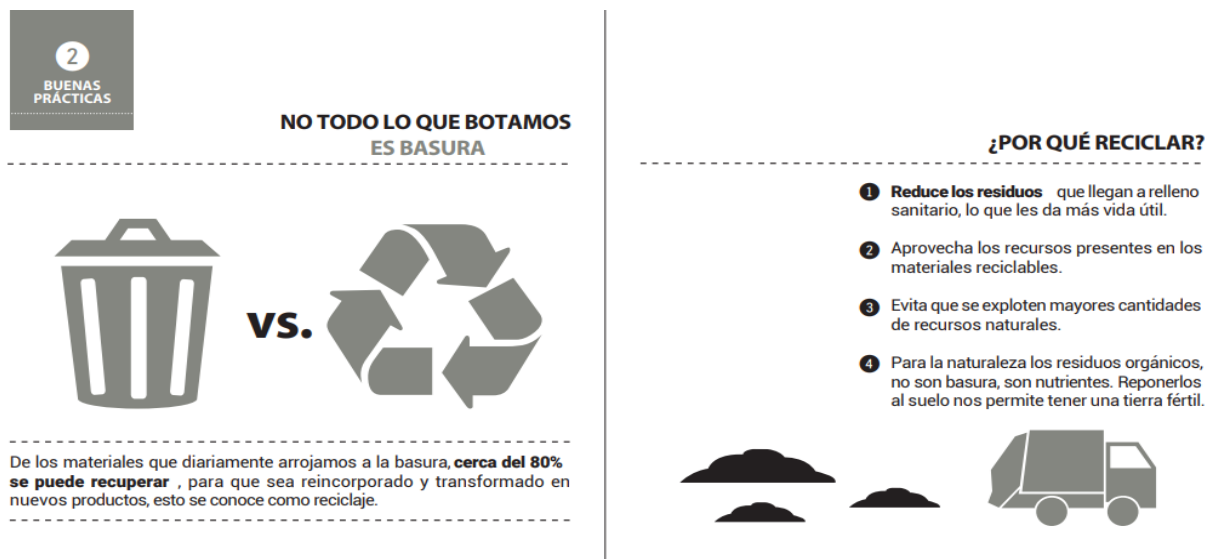 2
BUENAS
PRÁCTICAS
NO TODO LO QUE BOTAMOS
ES BASURA
vs.
De los materiales que diariamente arrojamos a la basura, cerca del 80%
se puede recuperar , para que sea reincorporado y transformado en
nuevos productos, esto se conoce como reciclaje.
¿POR QUÉ RECICLAR?
1 Reduce los residuos que llegan a relleno
sanitario, lo que les da más vida útil.
2 Aprovecha los recursos presentes en los
materiales reciclables.
3 Evita que se exploten mayores cantidades
de recursos naturales.
4 Para la naturaleza los residuos orgánicos,
no son basura, son nutrientes. Reponerlos
al suelo nos permite tener una tierra fértil.